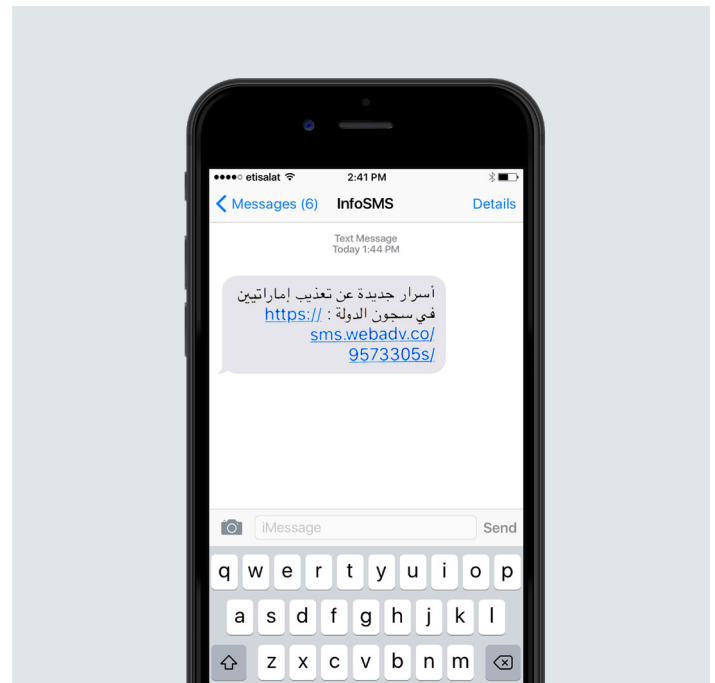 etisalat 2:41 PM
Messages (6) InfoSMS Details
Text Message
Today 1:44 PM
أسرار جديدة عن تعذيب إماراتيين
في سجون الدولة : https://
sms.webadv.co/
9573305s/
iMessage Send
q w e r t y u i o p
a s d f g h j k l
z x c v b n m